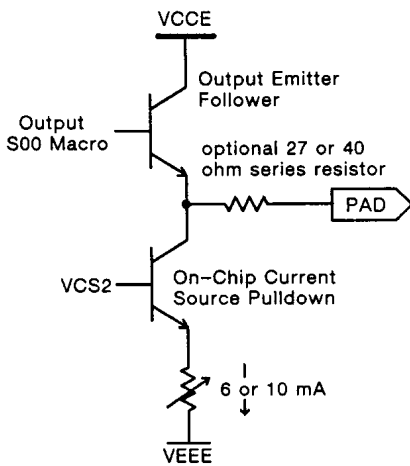 VCCE
Output Emitter
Follower
Output
S00 Macro
optional 27 or 40
ohm series resistor
PAD
VCS2
On-Chip Current
Source Pulldown
I
6 or 10 mA
VEEE